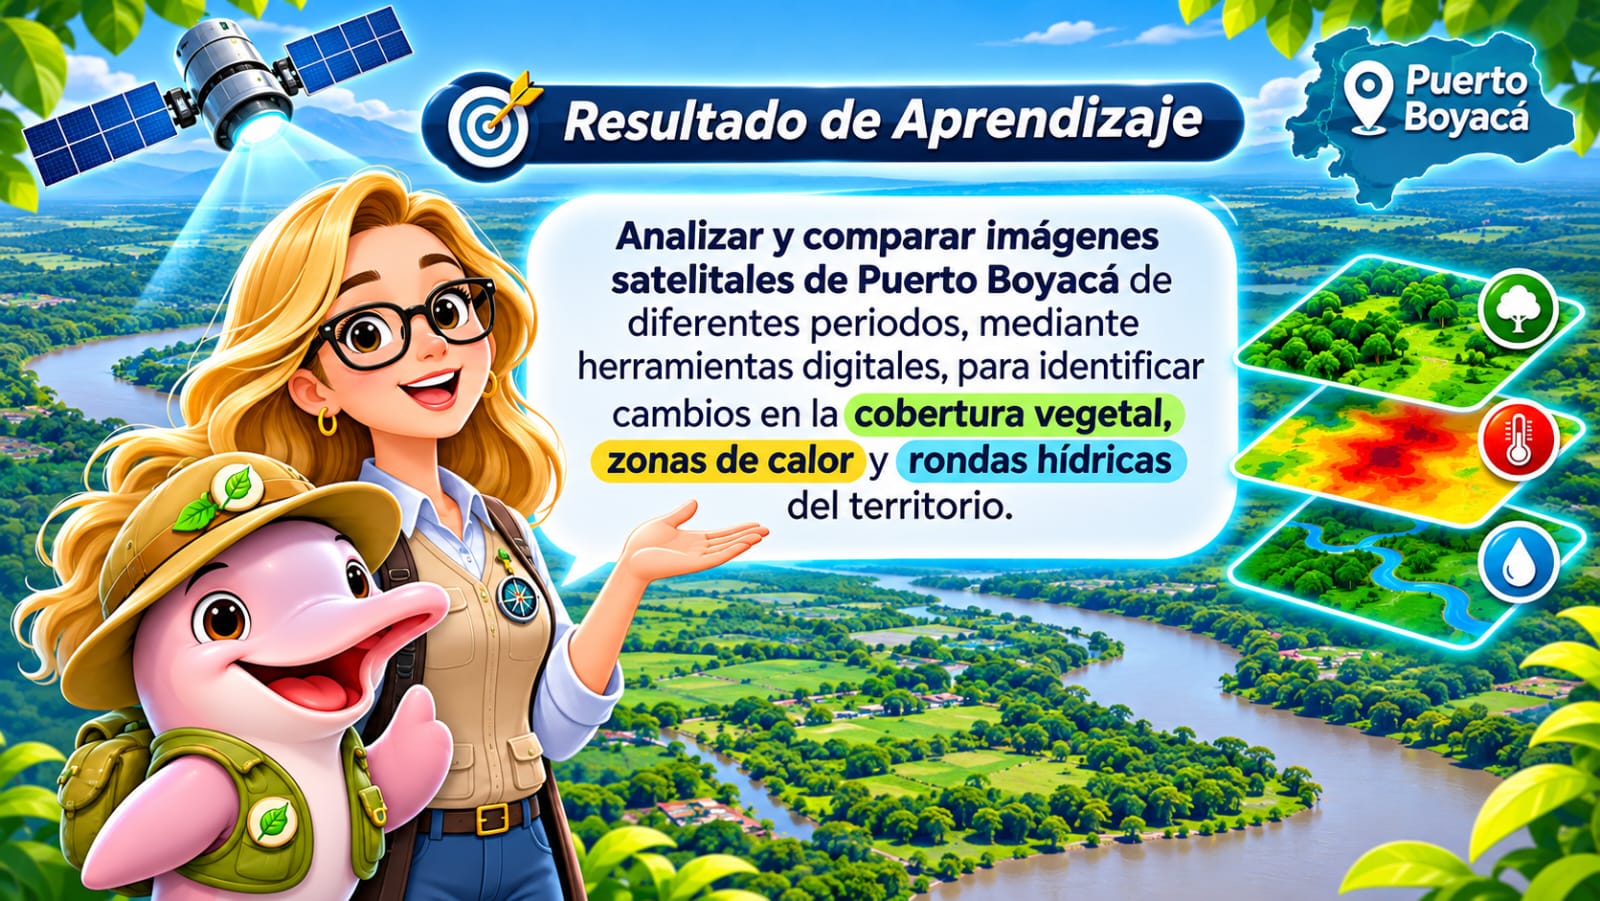 Resultado de Aprendizaje
Puerto
Boyacá
Analizar y comparar imágenes
satelitales de Puerto Boyacá de
diferentes periodos, mediante
herramientas digitales, para identificar
cambios en la cobertura vegetal,
zonas de calor y rondas hídricas
del territorio.